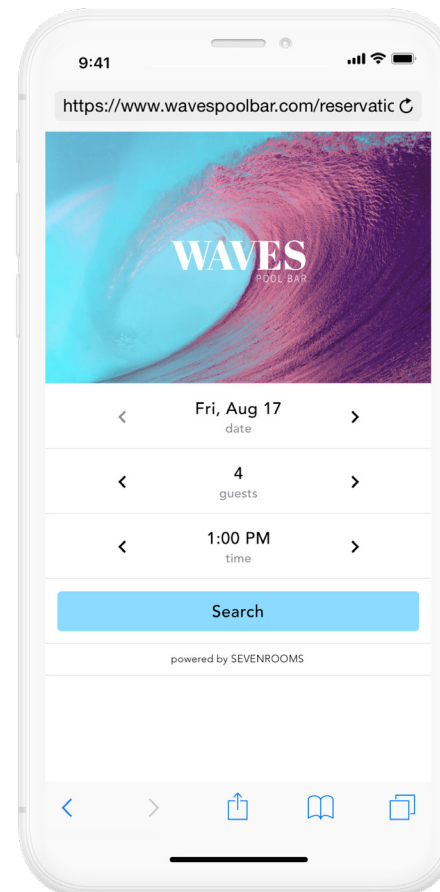 9:41
https://www.wavespoolbar.com/reservatic
WAVES
POOL BAR
Fri, Aug 17
date
4
guests
1:00 PM
time
Search
powered by SEVENROOMS